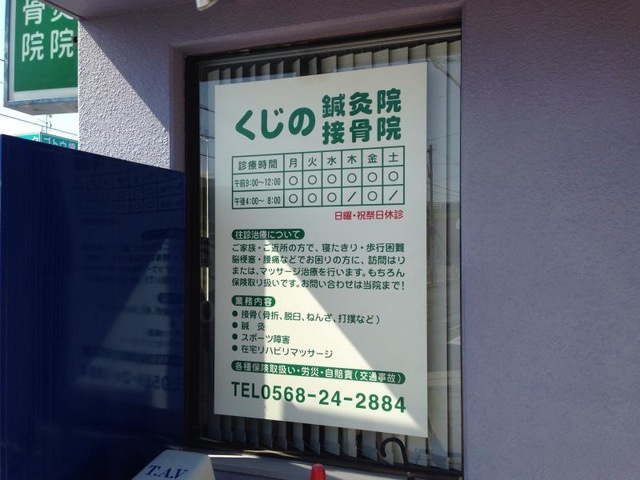 骨灸
院院
くじの 鍼灸院
接骨院
診療時間 月 火 水 木 金 土
午前9:00〜12:00 ○ ○ ○ ○ ○ ○
午後4:00〜 8:00 ○ ○ ○ / ○ /
日曜・祝祭日休診
往診治療について
ご家族・ご近所の方で、寝たきり・歩行困難
脳梗塞・腰痛などでお困りの方に、訪問はり
または、マッサージ治療を行います。もちろん
保険取り扱いです。お問い合わせは当院まで!
業務内容
● 接骨(骨折、脱臼、ねんざ、打撲など)
● 鍼 灸
● スポーツ障害
● 在宅リハビリマッサージ
各種保険取扱い・労災・自賠責(交通事故)
TEL0568-24-2884
T.A.V